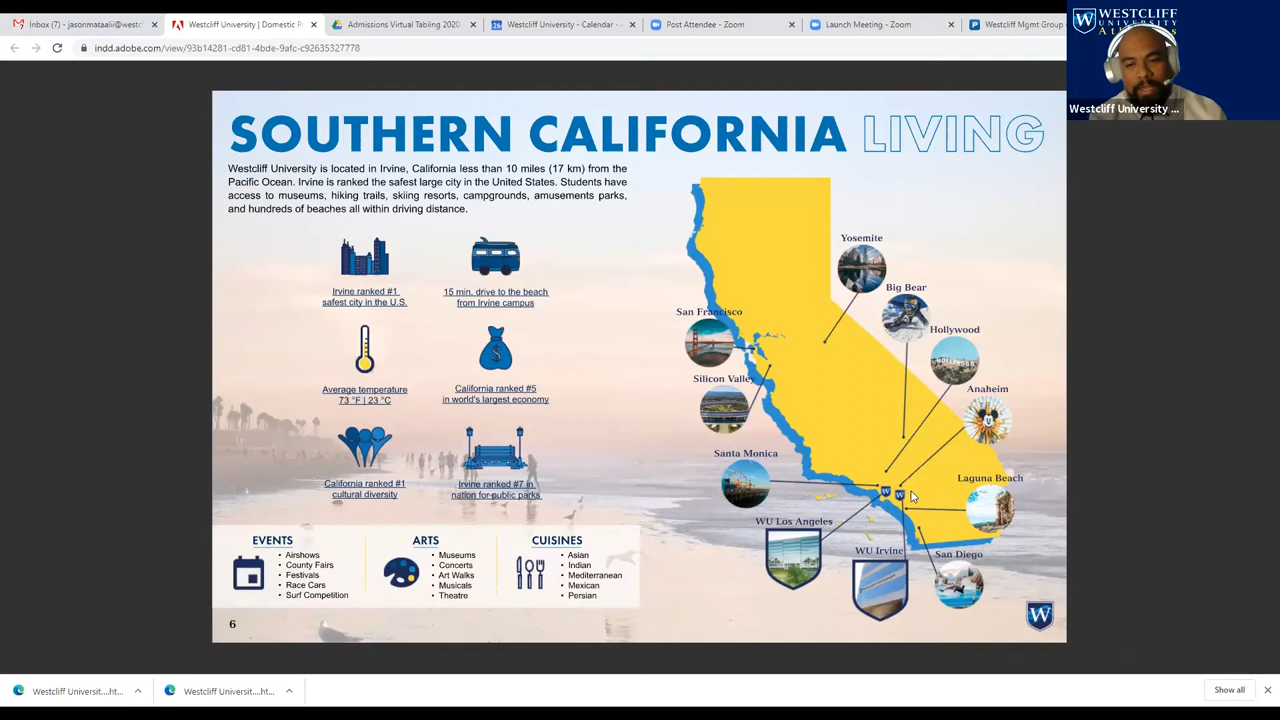 Inbox (7) - jasonmataaiii@westc
Westcliff University | Domestic P
Admissions Virtual Tabling 2020
Westcliff University - Calendar -
Post Attendee - Zoom
Launch Meeting - Zoom
Westcliff Mgmt Group
indd.adobe.com/view/93b14281-cd81-4bde-9afc-c92635327778
WESTCLIFF
UNIVERSITY
Westcliff University ...
SOUTHERN CALIFORNIA LIVING
Westcliff University is located in Irvine, California less than 10 miles (17 km) from the
Pacific Ocean. Irvine is ranked the safest large city in the United States. Students have
access to museums, hiking trails, skiing resorts, campgrounds, amusements parks,
and hundreds of beaches all within driving distance.
Irvine ranked #1
safest city in the U.S.
15 min. drive to the beach
from Irvine campus
Average temperature
73 °F | 23 °C
California ranked #5
in world's largest economy
California ranked #1
cultural diversity
Irvine ranked #7 in
nation for public parks
Yosemite
Big Bear
San Francisco
Hollywood
Silicon Valley
Anaheim
Santa Monica
Laguna Beach
WU Los Angeles
WU Irvine
San Diego
EVENTS
• Airshows
• County Fairs
• Festivals
• Race Cars
• Surf Competition
ARTS
• Museums
• Concerts
• Art Walks
• Musicals
• Theatre
CUISINES
• Asian
• Indian
• Mediterranean
• Mexican
• Persian
W
6
Westcliff Universit....ht...
Westcliff Universit....ht...
Show all